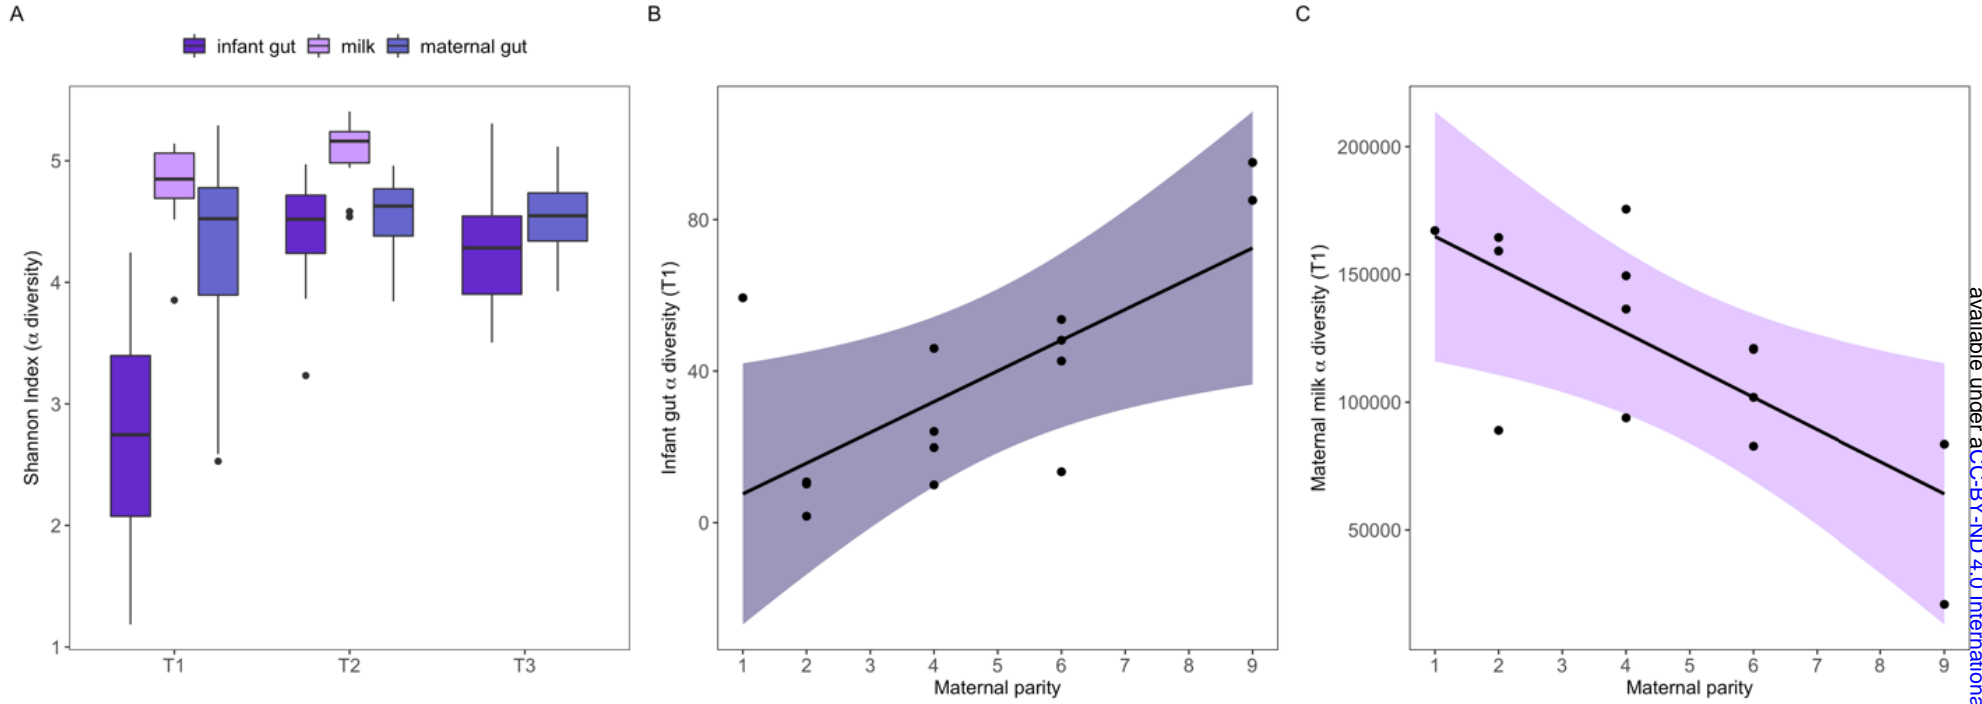 A
infant gut milk maternal gut
Shannon Index (α diversity)
5
4
3
2
1
T1 T2 T3
B
Infant gut α diversity (T1)
80
40
0
1 2 3 4 5 6 7 8 9
Maternal parity
C
Maternal milk α diversity (T1)
200000
150000
100000
50000
1 2 3 4 5 6 7 8 9
Maternal parity
available under aCC-BY-ND 4.0 International